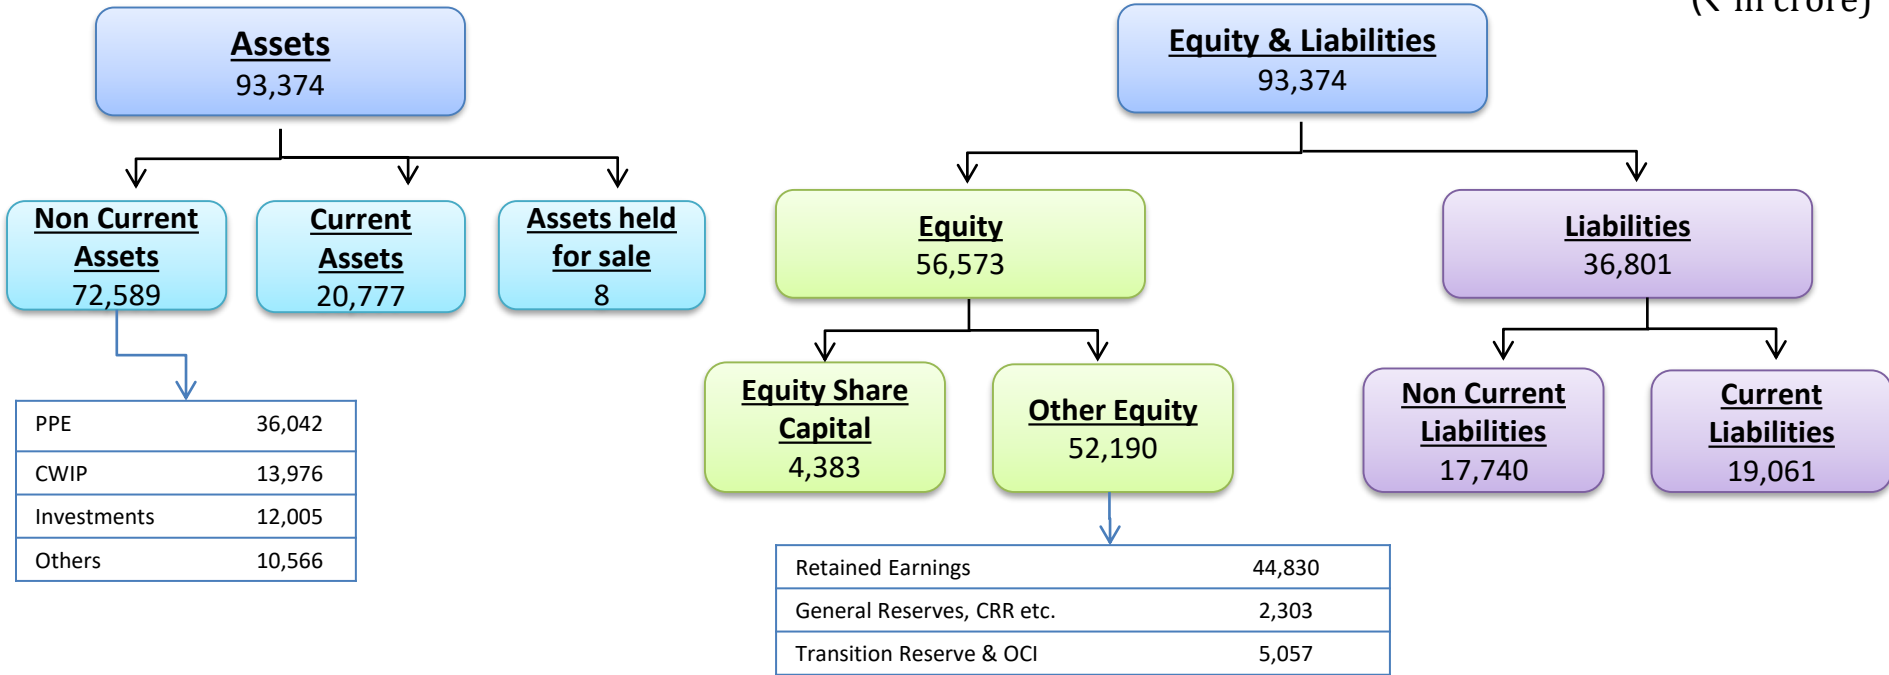 (₹ in crore)
Assets
93,374
Equity & Liabilities
93,374
Non Current
Assets
72,589
Current
Assets
20,777
Assets held
for sale
8
Equity
56,573
Liabilities
36,801
Equity Share
Capital
4,383
Other Equity
52,190
Non Current
Liabilities
17,740
Current
Liabilities
19,061
PPE 36,042
CWIP 13,976
Investments 12,005
Others 10,566
Retained Earnings 44,830
General Reserves, CRR etc. 2,303
Transition Reserve & OCI 5,057